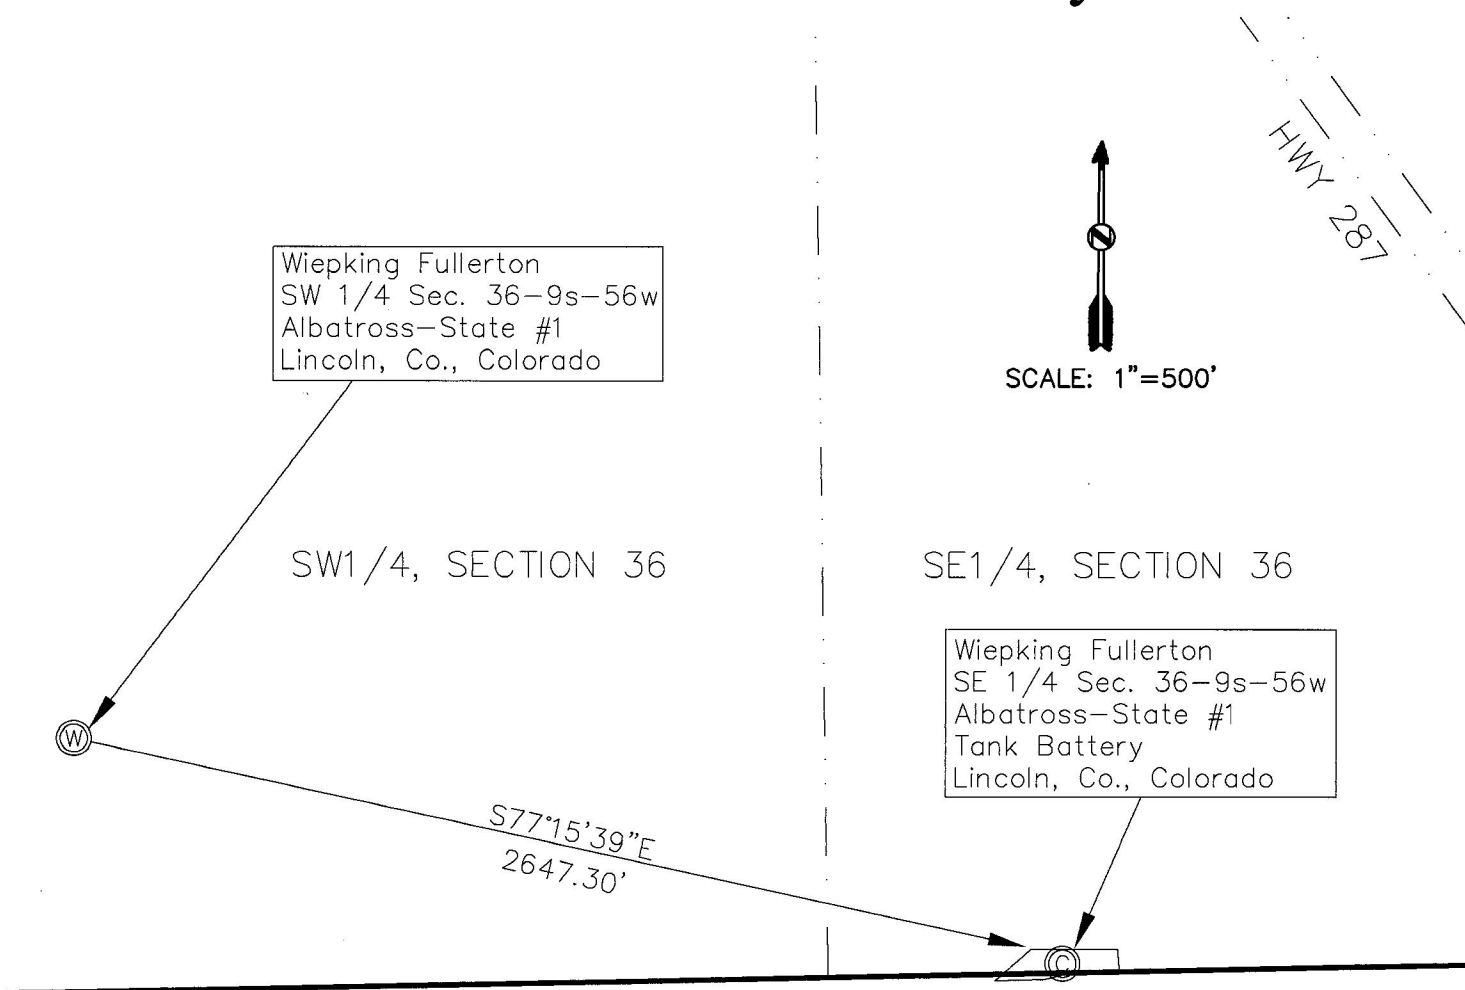 HWY 287
N
SCALE: 1"=500'
Wiepking Fullerton
SW 1/4 Sec. 36-9s-56w
Albatross-State #1
Lincoln, Co., Colorado
SW1/4, SECTION 36
SE1/4, SECTION 36
Wiepking Fullerton
SE 1/4 Sec. 36-9s-56w
Albatross-State #1
Tank Battery
Lincoln, Co., Colorado
W
S77°15'39"E
2647.30'
C